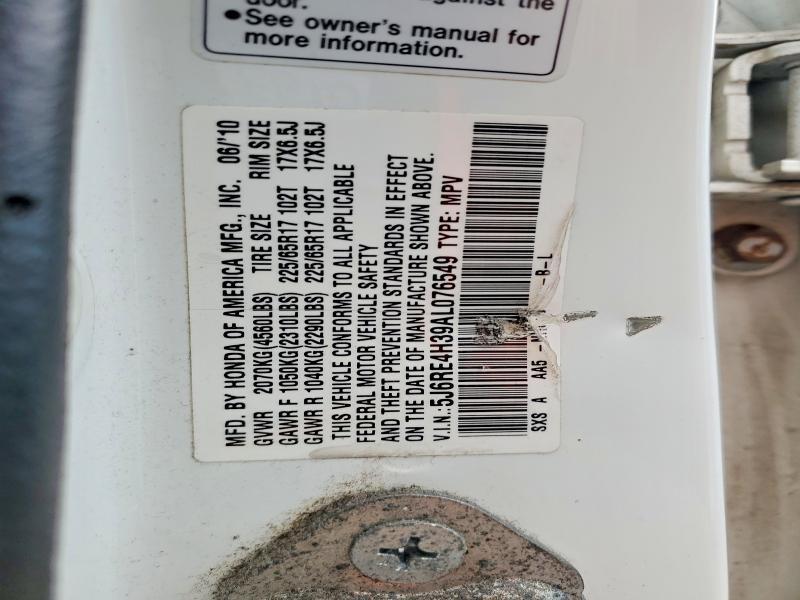 door. against the
•See owner's manual for
more information.
MFD. BY HONDA OF AMERICA MFG., INC. 06/'10
GVWR 2070KG(4560LBS) TIRE SIZE RIM SIZE
GAWR F 1050KG(2310LBS) 225/65R17 102T 17X6.5J
GAWR R 1040KG(2290LBS) 225/65R17 102T 17X6.5J
THIS VEHICLE CONFORMS TO ALL APPLICABLE
FEDERAL MOTOR VEHICLE SAFETY
AND THEFT PREVENTION STANDARDS IN EFFECT
ON THE DATE OF MANUFACTURE SHOWN ABOVE.
V.I.N.:5J6RE4H39AL076549 TYPE: MPV
SXS A AA5 - B-L